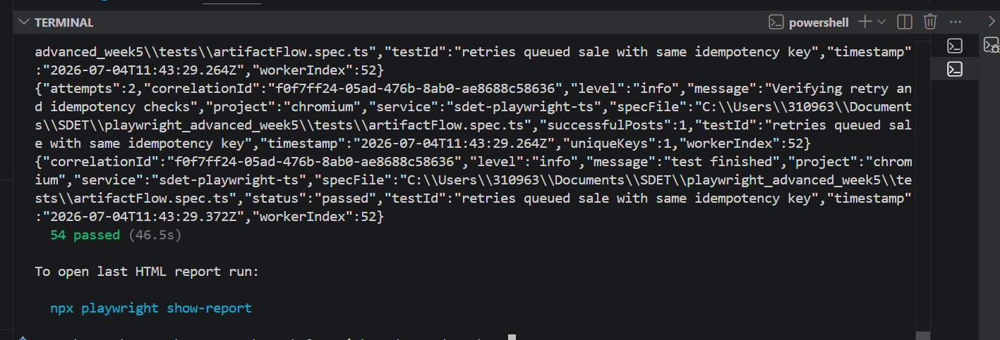 TERMINAL
powershell
advanced_week5\\tests\\artifactFlow.spec.ts","testId":"retries queued sale with same idempotency key","timestamp"
:"2026-07-04T11:43:29.264Z","workerIndex":52}
{"attempts":2,"correlationId":"f0f7ff24-05ad-476b-8ab0-ae8688c58636","level":"info","message":"Verifying retry an
d idempotency checks","project":"chromium","service":"sdet-playwright-ts","specFile":"C:\\Users\\310963\\Document
s\\SDET\\playwright_advanced_week5\\tests\\artifactFlow.spec.ts","successfulPosts":1,"testId":"retries queued sal
e with same idempotency key","timestamp":"2026-07-04T11:43:29.264Z","uniqueKeys":1,"workerIndex":52}
{"correlationId":"f0f7ff24-05ad-476b-8ab0-ae8688c58636","level":"info","message":"test finished","project":"chrom
ium","service":"sdet-playwright-ts","specFile":"C:\\Users\\310963\\Documents\\SDET\\playwright_advanced_week5\\te
sts\\artifactFlow.spec.ts","status":"passed","testId":"retries queued sale with same idempotency key","timestamp"
:"2026-07-04T11:43:29.372Z","workerIndex":52}
54 passed (46.5s)
To open last HTML report run:
npx playwright show-report